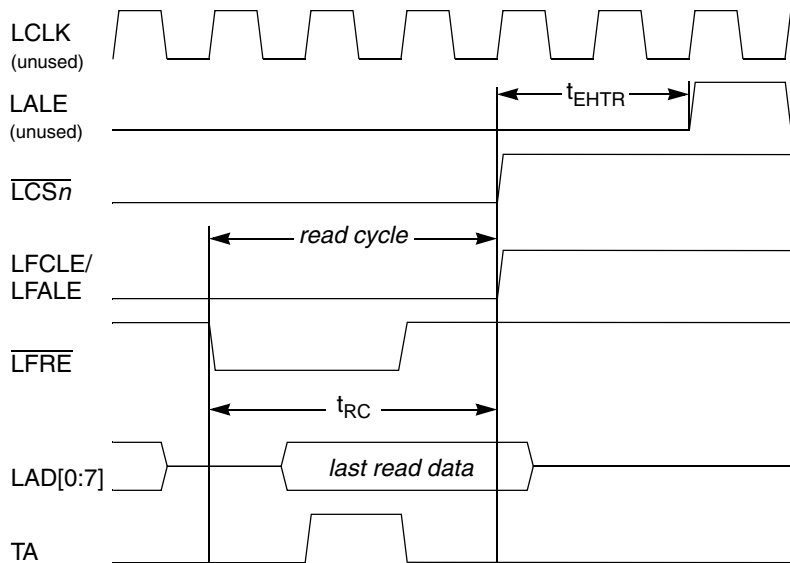 LCLK
(unused)
LALE
(unused)
tEHTR
LCSn
read cycle
LFCLE/
LFALE
LFRE
tRC
LAD[0:7]
last read data
TA